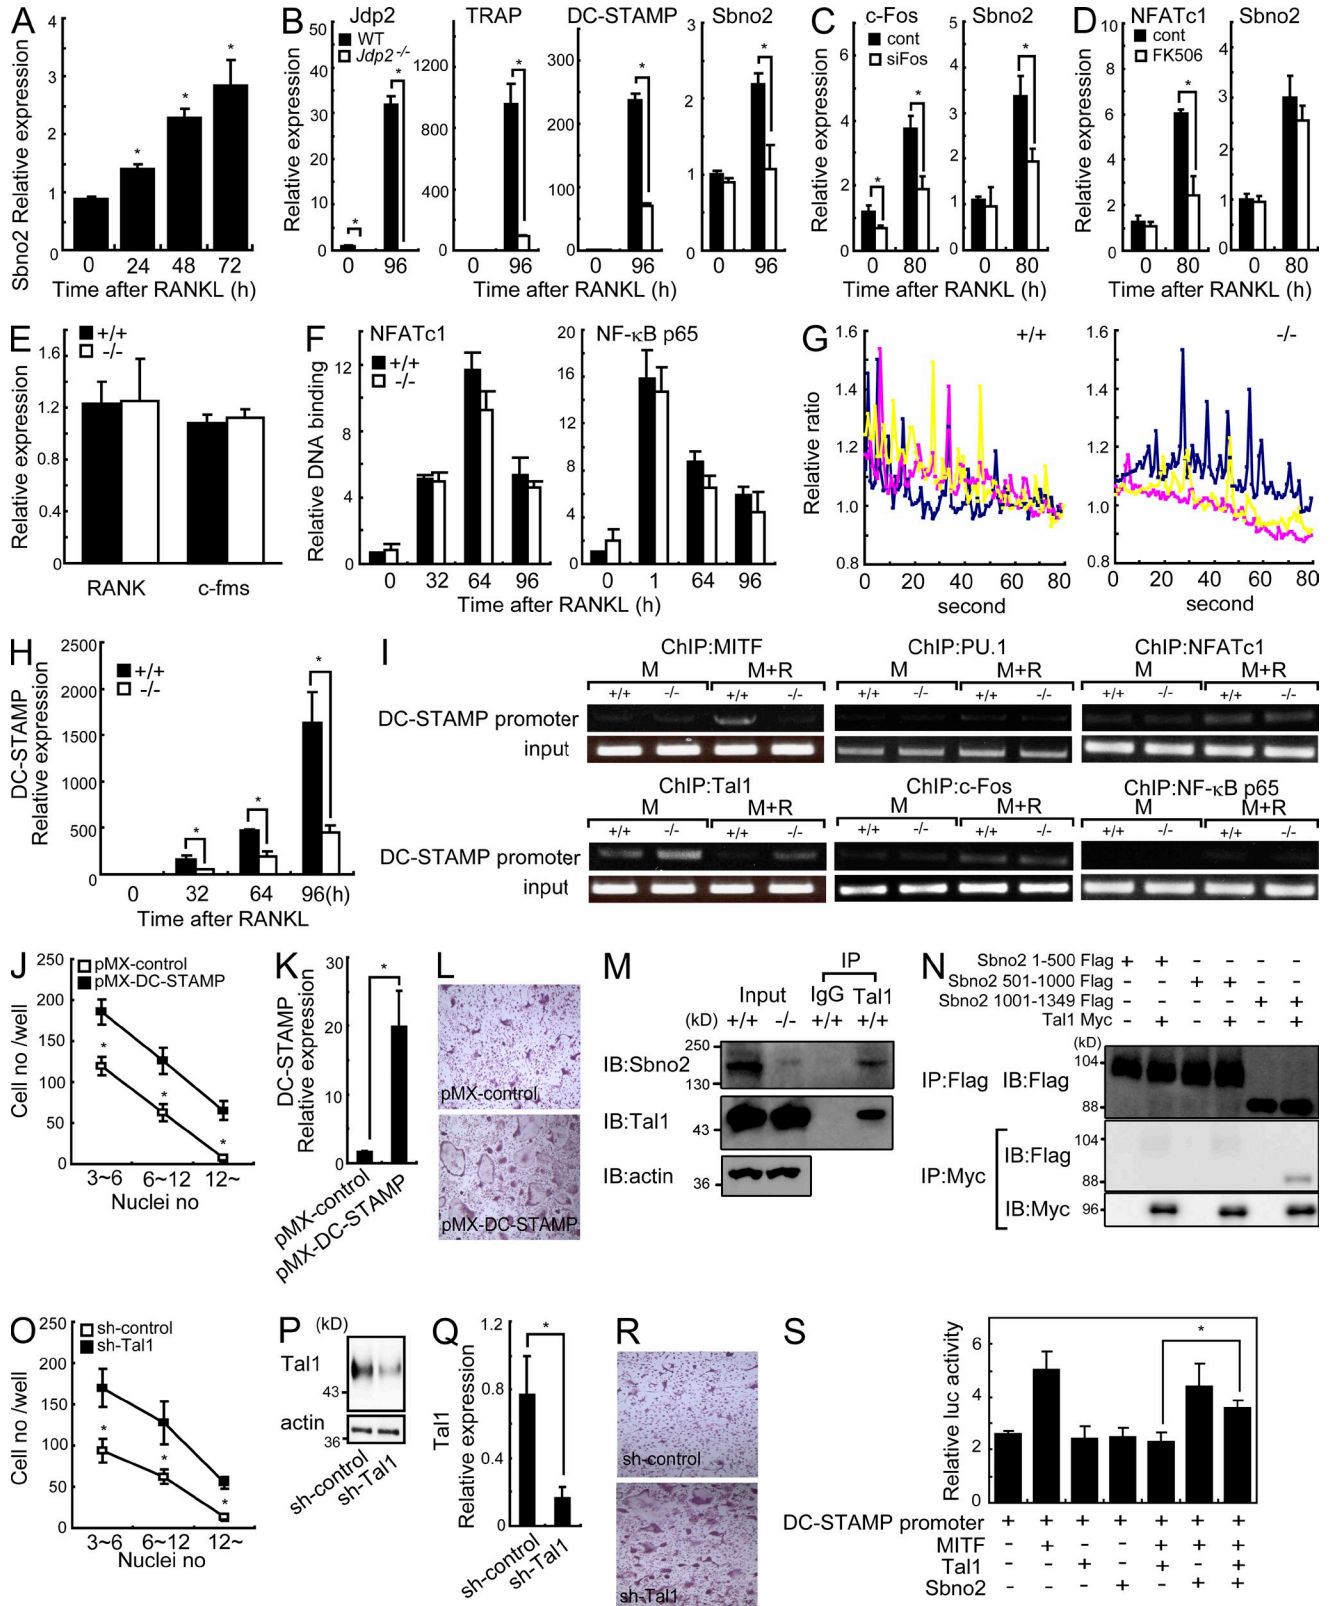 A
Sbno2 Relative expression
4
3
2
1
0
*
*
*
0 24 48 72
Time after RANKL (h)
B
Relative expression
Jdp2
WT
Jdp2 -/-
50
40
30
20
10
0
*
*
0 96
TRAP
1200
800
400
0
*
0 96
DC-STAMP
300
200
100
0
*
0 96
Sbno2
3
2
1
0
*
0 96
Time after RANKL (h)
C
Relative expression
c-Fos
cont
siFos
6
4
2
0
*
*
0 80
Sbno2
5
4
3
2
1
0
*
0 80
Time after RANKL (h)
D
Relative expression
NFATc1
cont
FK506
10
8
6
4
2
0
*
0 80
Sbno2
5
4
3
2
1
0
0 80
Time after RANKL (h)
E
Relative expression
+/+
-/-
1.6
1.2
0.8
0.4
0
RANK c-fms
F
Relative DNA binding
NFATc1
+/+
-/-
12
8
4
0
0 32 64 96
NF-κB p65
20
16
12
8
4
0
0 1 64 96
Time after RANKL (h)
G
Relative ratio
+/+
1.6
1.4
1.2
1.0
0.8
0 20 40 60 80
second
-/-
1.6
1.4
1.2
1.0
0.8
0 20 40 60 80
second
H
DC-STAMP
Relative expression
+/+
-/-
2500
2000
1500
1000
500
0
*
*
*
0 32 64 96(h)
Time after RANKL
I
ChIP:MITF ChIP:PU.1 ChIP:NFATc1
M M+R M M+R M M+R
+/+ -/- +/+ -/- +/+ -/- +/+ -/- +/+ -/- +/+ -/-
DC-STAMP promoter
input
ChIP:Tal1 ChIP:c-Fos ChIP:NF-κB p65
M M+R M M+R M M+R
+/+ -/- +/+ -/- +/+ -/- +/+ -/- +/+ -/- +/+ -/-
DC-STAMP promoter
input
J
Cell no /well
pMX-control
pMX-DC-STAMP
250
200
150
100
50
0
*
*
*
3~6 6~12 12~
Nuclei no
K
DC-STAMP
Relative expression
30
20
10
0
*
pMX-control
pMX-DC-STAMP
L
pMX-control
pMX-DC-STAMP
M
IP
Input IgG Tal1
(kD) +/+ -/- +/+ +/+
250
IB:Sbno2
130
IB:Tal1
43
IB:actin
36
N
Sbno2 1-500 Flag + + - - - -
Sbno2 501-1000 Flag - - + + - -
Sbno2 1001-1349 Flag - - - - + +
Tal1 Myc - + - + - +
(kD)
104
IP:Flag IB:Flag
88
104
IB:Flag
88
IP:Myc
IB:Myc 96
O
Cell no /well
sh-control
sh-Tal1
250
200
150
100
50
0
*
*
*
3~6 6~12 12~
Nuclei no
P
(kD)
Tal1
43
actin
36
sh-control
sh-Tal1
Q
Tal1
Relative expression
1.2
0.8
0.4
0
*
sh-control
sh-Tal1
R
sh-control
sh-Tal1
S
Relative luc activity
*
6
4
2
0
DC-STAMP promoter + + + + + + +
MITF - + - - + + +
Tal1 - - + - + - +
Sbno2 - - - + - + +